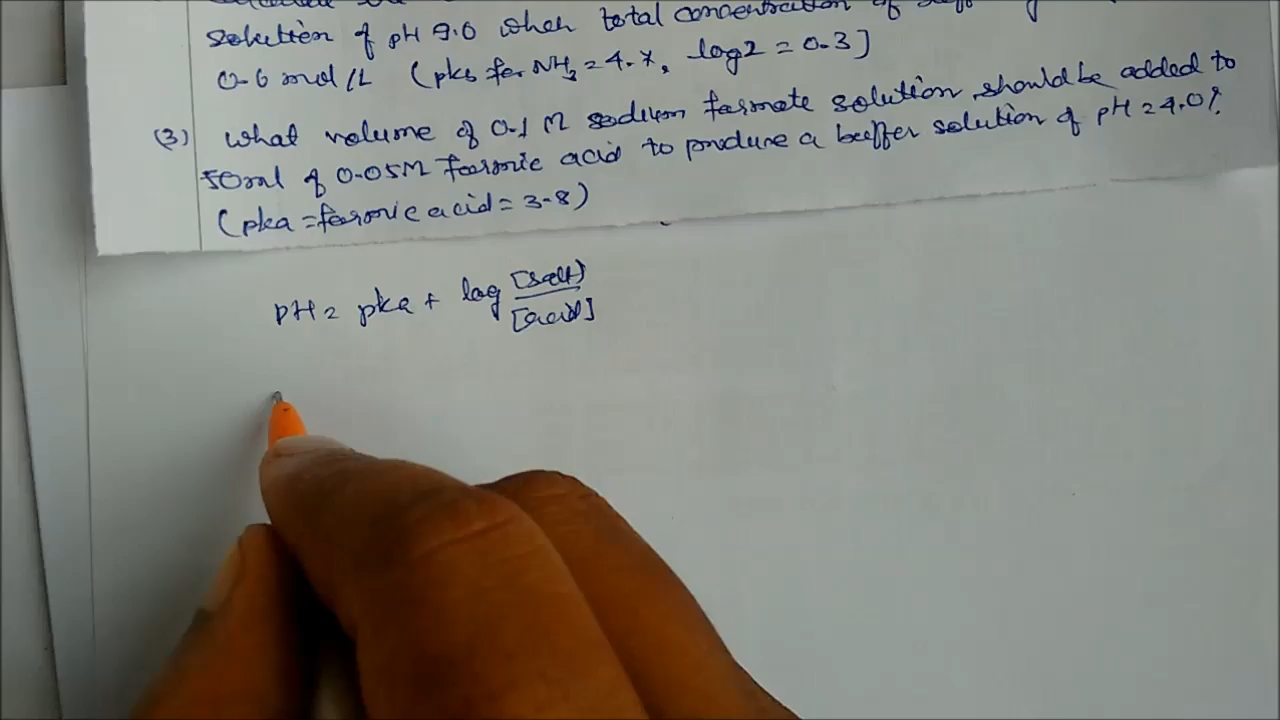 solution of pH 9.0 when total concentration of
0.6 mol/L (pkb for NH3 = 4.7, log2 = 0.3]
(3) What volume of 0.1 M sodium formate solution should be added to
50ml of 0.05M formic acid to produce a buffer solution of pH = 4.0?
(pka = formic acid = 3.8)
pH = pka + log [salt)
[acid]